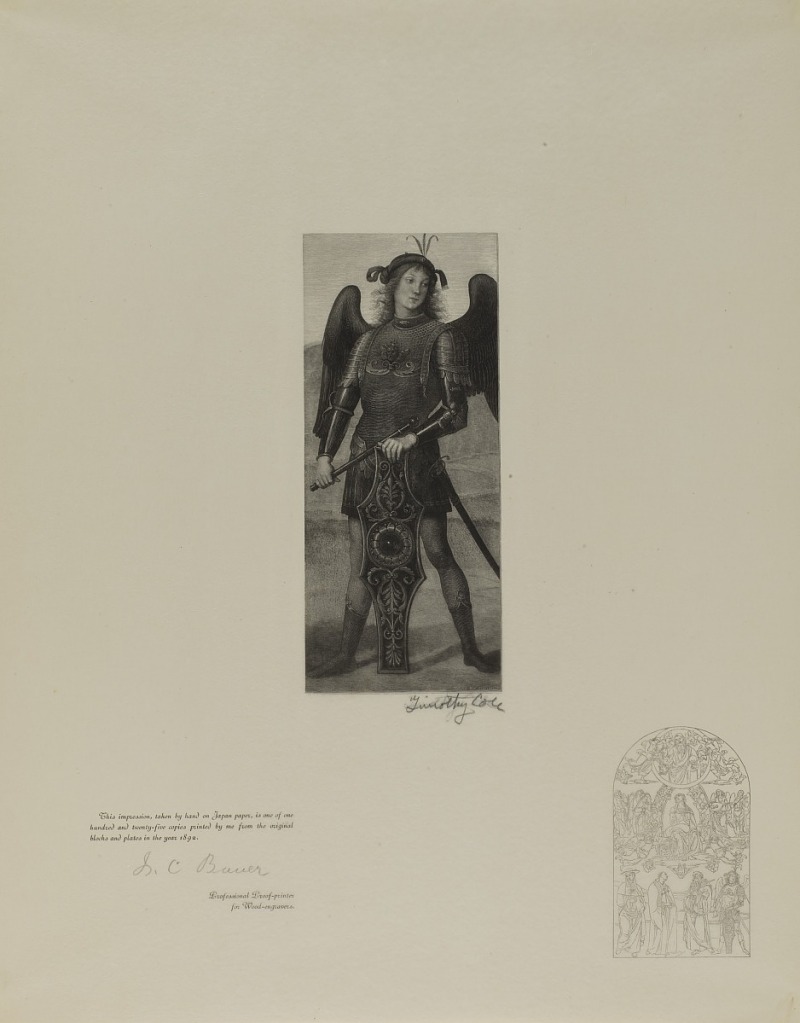 Timothy Cole
This impression, taken by hand on Japan paper, is one of one
hundred and twenty-five copies printed by me from the original
blocks and plates in the year 1892.
C Bauer
Professional Proof-printer
for Wood-engravers.